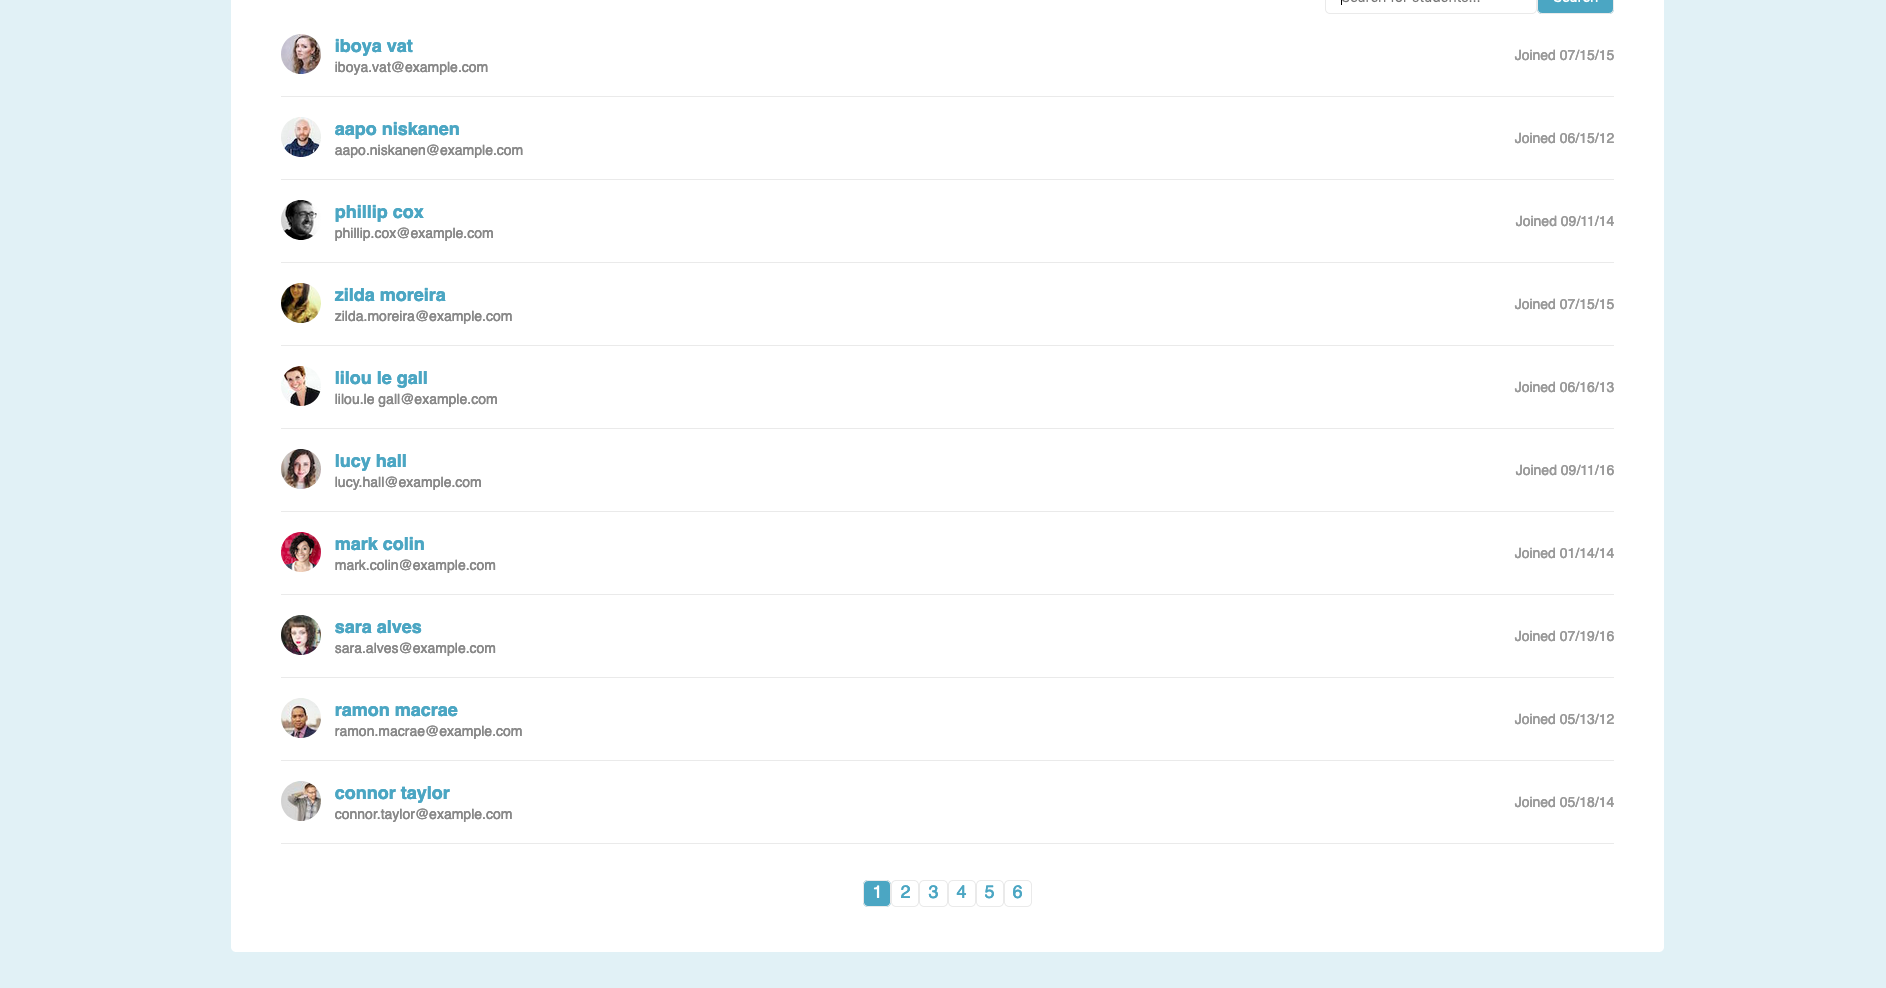 Search for students... Search
iboya vat
iboya.vat@example.com
Joined 07/15/15
aapo niskanen
aapo.niskanen@example.com
Joined 06/15/12
phillip cox
phillip.cox@example.com
Joined 09/11/14
zilda moreira
zilda.moreira@example.com
Joined 07/15/15
lilou le gall
lilou.le gall@example.com
Joined 06/16/13
lucy hall
lucy.hall@example.com
Joined 09/11/16
mark colin
mark.colin@example.com
Joined 01/14/14
sara alves
sara.alves@example.com
Joined 07/19/16
ramon macrae
ramon.macrae@example.com
Joined 05/13/12
connor taylor
connor.taylor@example.com
Joined 05/18/14
1 2 3 4 5 6